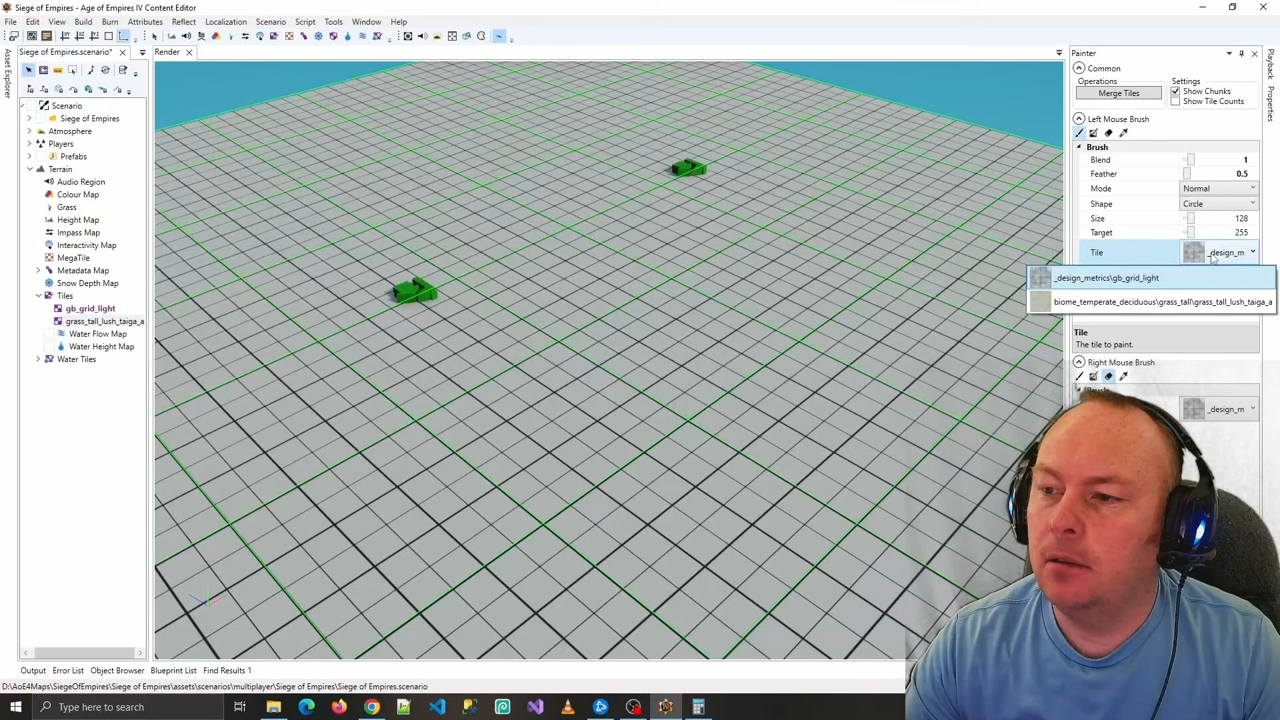 Siege of Empires - Age of Empires IV Content Editor
File Edit View Build Burn Attributes Reflect Localization Scenario Script Tools Window Help
Asset Explorer
Siege of Empires.scenario*
Scenario
Siege of Empires
Atmosphere
Players
Prefabs
Terrain
Audio Region
Colour Map
Grass
Height Map
Impass Map
Interactivity Map
MegaTile
Metadata Map
Snow Depth Map
Tiles
gb_grid_light
grass_tall_lush_taiga_a
Water Flow Map
Water Height Map
Water Tiles
Render
Painter
Common
Operations
Merge Tiles
Settings
Show Chunks
Show Tile Counts
Left Mouse Brush
Brush
Blend 1
Feather 0.5
Mode Normal
Shape Circle
Size 128
Target 255
Tile _design_m
_design_metrics\gb_grid_light
biome_temperate_deciduous\grass_tall\grass_tall_lush_taiga_a
Tile
The tile to paint.
Right Mouse Brush
_design_m
Playback
Properties
Output Error List Object Browser Blueprint List Find Results 1
D:\AoE4Maps\SiegeOfEmpires\Siege of Empires\assets\scenarios\multiplayer\Siege of Empires\Siege of Empires.scenario
Type here to search